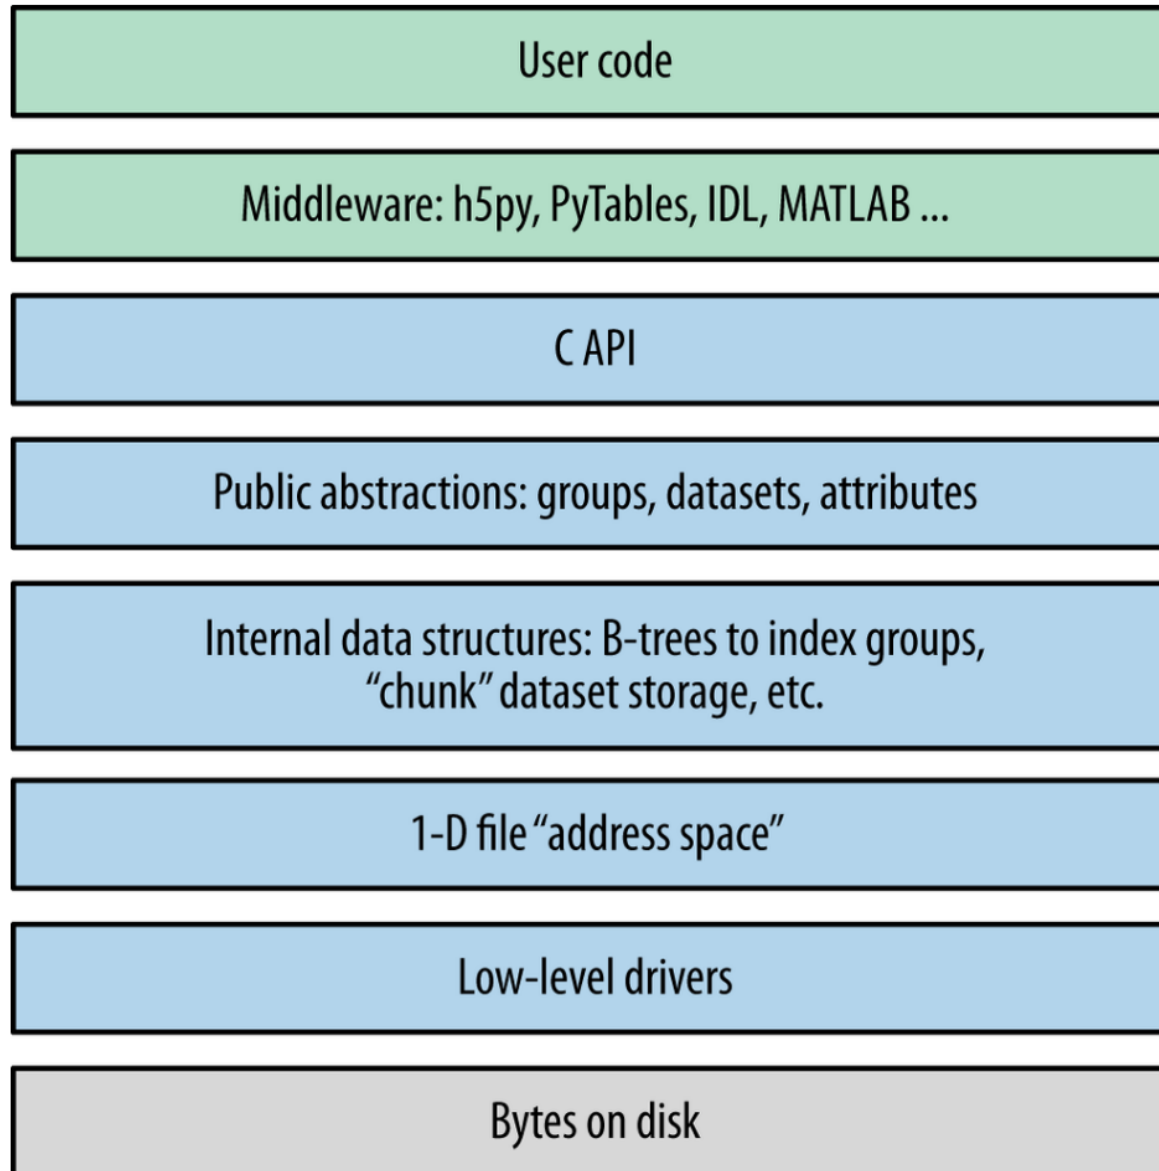 User code
Middleware: h5py, PyTables, IDL, MATLAB ...
C API
Public abstractions: groups, datasets, attributes
Internal data structures: B-trees to index groups,
“chunk” dataset storage, etc.
1-D file “address space”
Low-level drivers
Bytes on disk